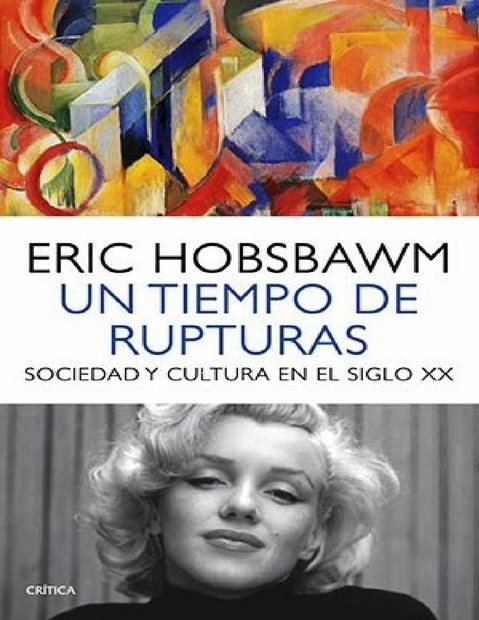 ERIC HOBSBAWM
UN TIEMPO DE
RUPTURAS
SOCIEDAD Y CULTURA EN EL SIGLO XX
CRÍTICA